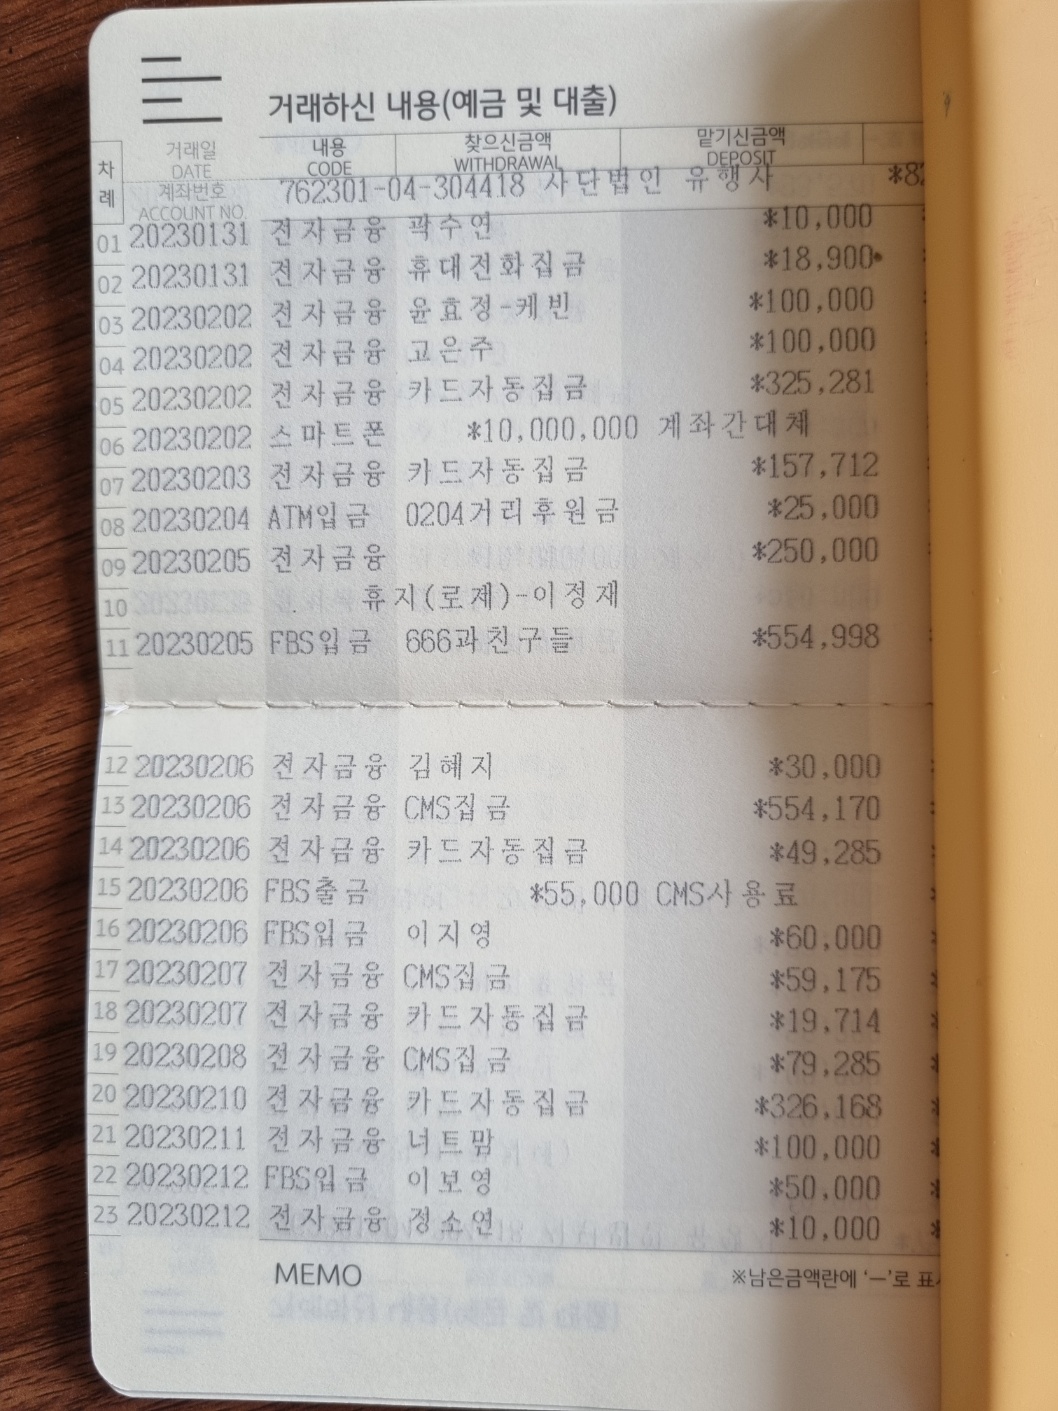 거래하신 내용(예금 및 대출)
차례 거래일 DATE 내용 CODE 찾으신금액 WITHDRAWAL 맡기신금액 DEPOSIT
계좌번호 ACCOUNT NO. 762301-04-304418 사단법인 유행사 *82
01 20230131 전자금융 곽수연 *10,000
02 20230131 전자금융 휴대전화집금 *18,900
03 20230202 전자금융 윤효정-케빈 *100,000
04 20230202 전자금융 고은주 *100,000
05 20230202 전자금융 카드자동집금 *325,281
06 20230202 스마트폰 *10,000,000 계좌간대체
07 20230203 전자금융 카드자동집금 *157,712
08 20230204 ATM입금 0204거리후원금 *25,000
09 20230205 전자금융 *250,000
10 휴지(로제)-이정재
11 20230205 FBS입금 666과친구들 *554,998
12 20230206 전자금융 김혜지 *30,000
13 20230206 전자금융 CMS집금 *554,170
14 20230206 전자금융 카드자동집금 *49,285
15 20230206 FBS출금 *55,000 CMS사용료
16 20230206 FBS입금 이지영 *60,000
17 20230207 전자금융 CMS집금 *59,175
18 20230207 전자금융 카드자동집금 *19,714
19 20230208 전자금융 CMS집금 *79,285
20 20230210 전자금융 카드자동집금 *326,168
21 20230211 전자금융 너트맘 *100,000
22 20230212 FBS입금 이보영 *50,000
23 20230212 전자금융 정소연 *10,000
MEMO ※남은금액란에 '-'로 표